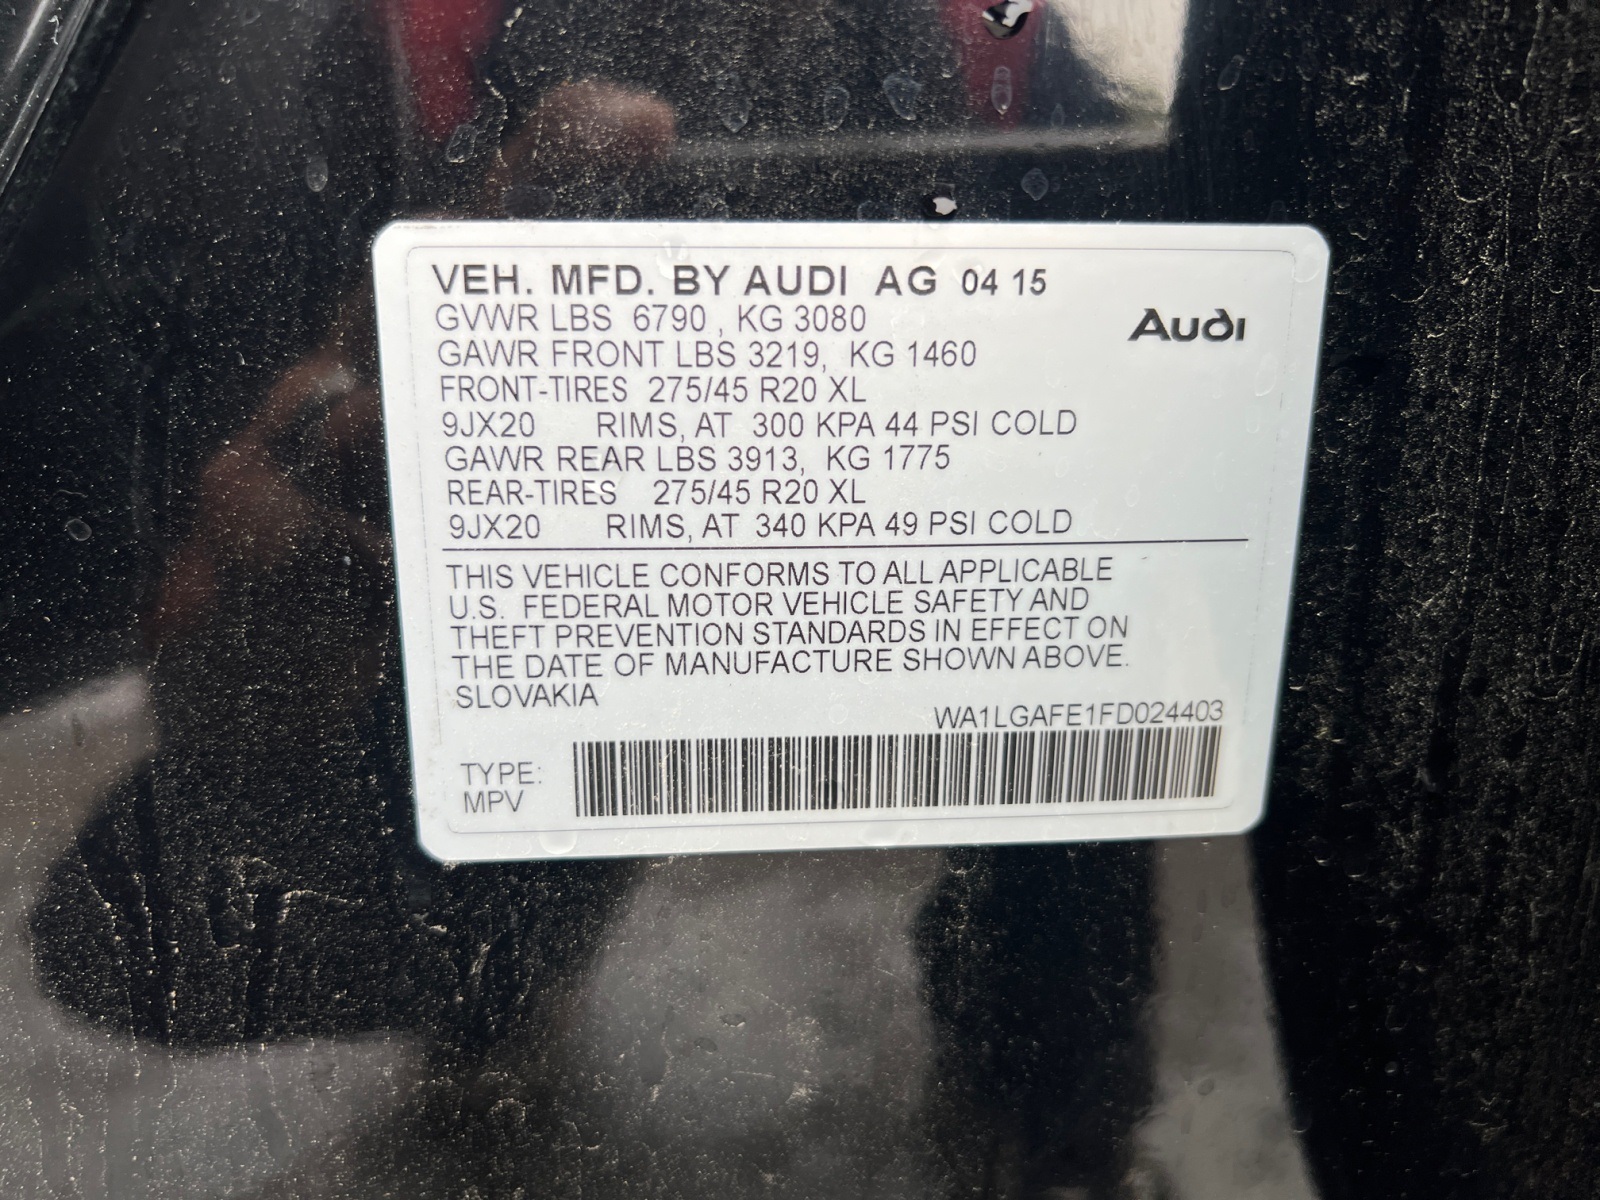 VEH. MFD. BY AUDI AG 04 15
Audi
GVWR LBS 6790 , KG 3080
GAWR FRONT LBS 3219, KG 1460
FRONT-TIRES 275/45 R20 XL
9JX20 RIMS, AT 300 KPA 44 PSI COLD
GAWR REAR LBS 3913, KG 1775
REAR-TIRES 275/45 R20 XL
9JX20 RIMS, AT 340 KPA 49 PSI COLD
THIS VEHICLE CONFORMS TO ALL APPLICABLE
U.S. FEDERAL MOTOR VEHICLE SAFETY AND
THEFT PREVENTION STANDARDS IN EFFECT ON
THE DATE OF MANUFACTURE SHOWN ABOVE.
SLOVAKIA
WA1LGAFE1FD024403
TYPE:
MPV